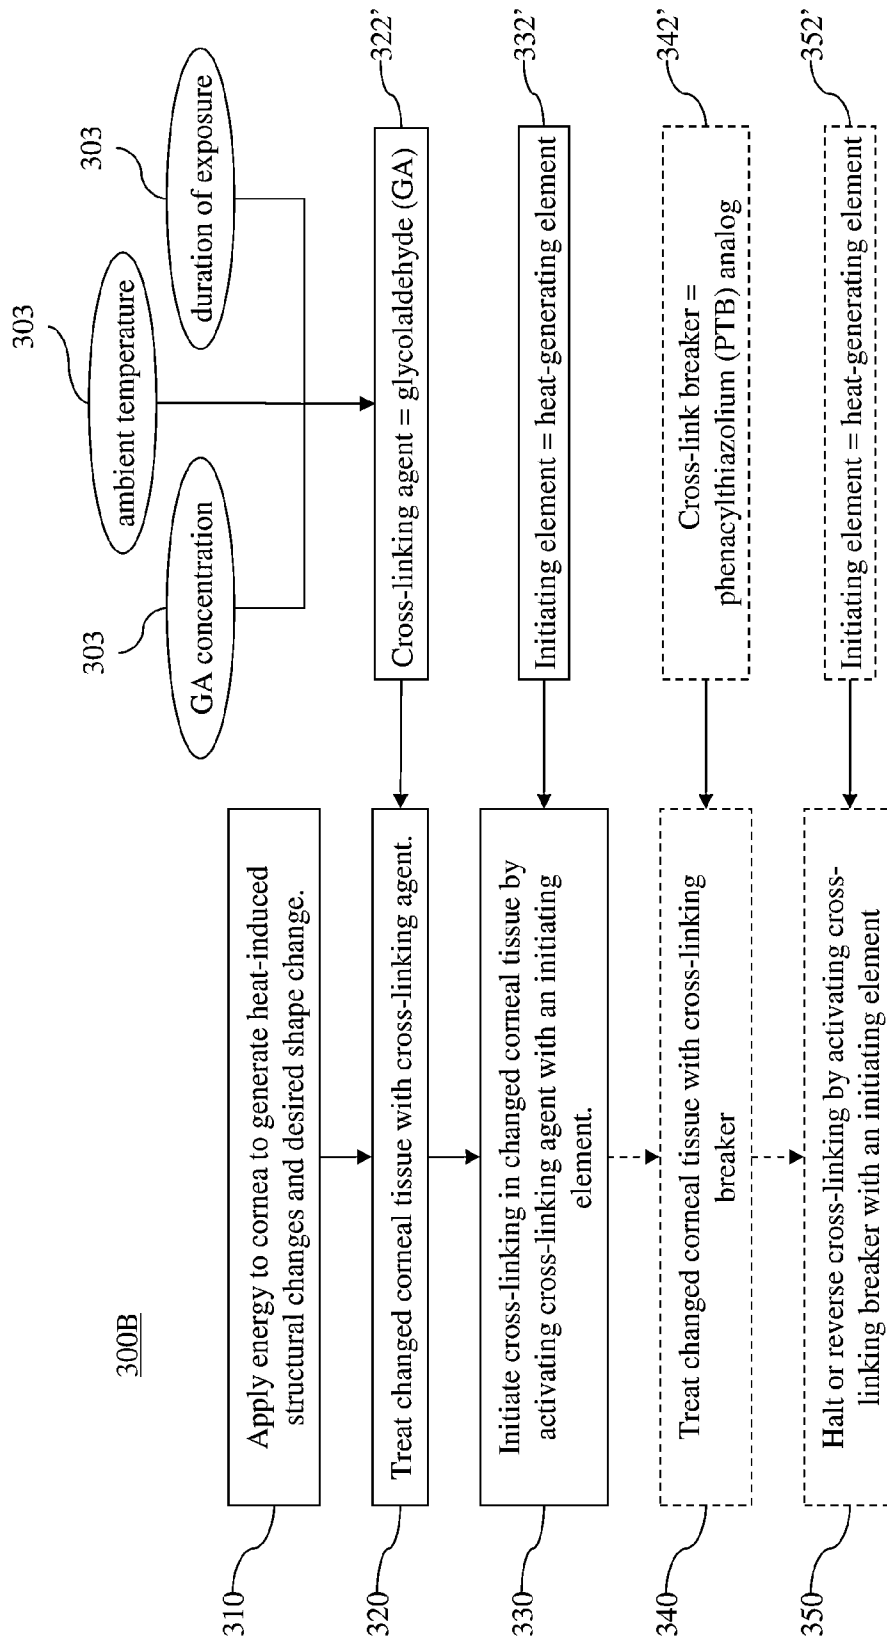 300B
303
303
303
GA concentration
ambient temperature
duration of exposure
310
Apply energy to cornea to generate heat-induced
structural changes and desired shape change.
320
Treat changed corneal tissue with cross-linking agent.
Cross-linking agent = glycolaldehyde (GA)
322'
330
Initiate cross-linking in changed corneal tissue by
activating cross-linking agent with an initiating
element.
Initiating element = heat-generating element
332'
340
Treat changed corneal tissue with cross-linking
breaker
Cross-link breaker =
phenacylthiazolium (PTB) analog
342'
350
Halt or reverse cross-linking by activating cross-
linking breaker with an initiating element
Initiating element = heat-generating element
352'